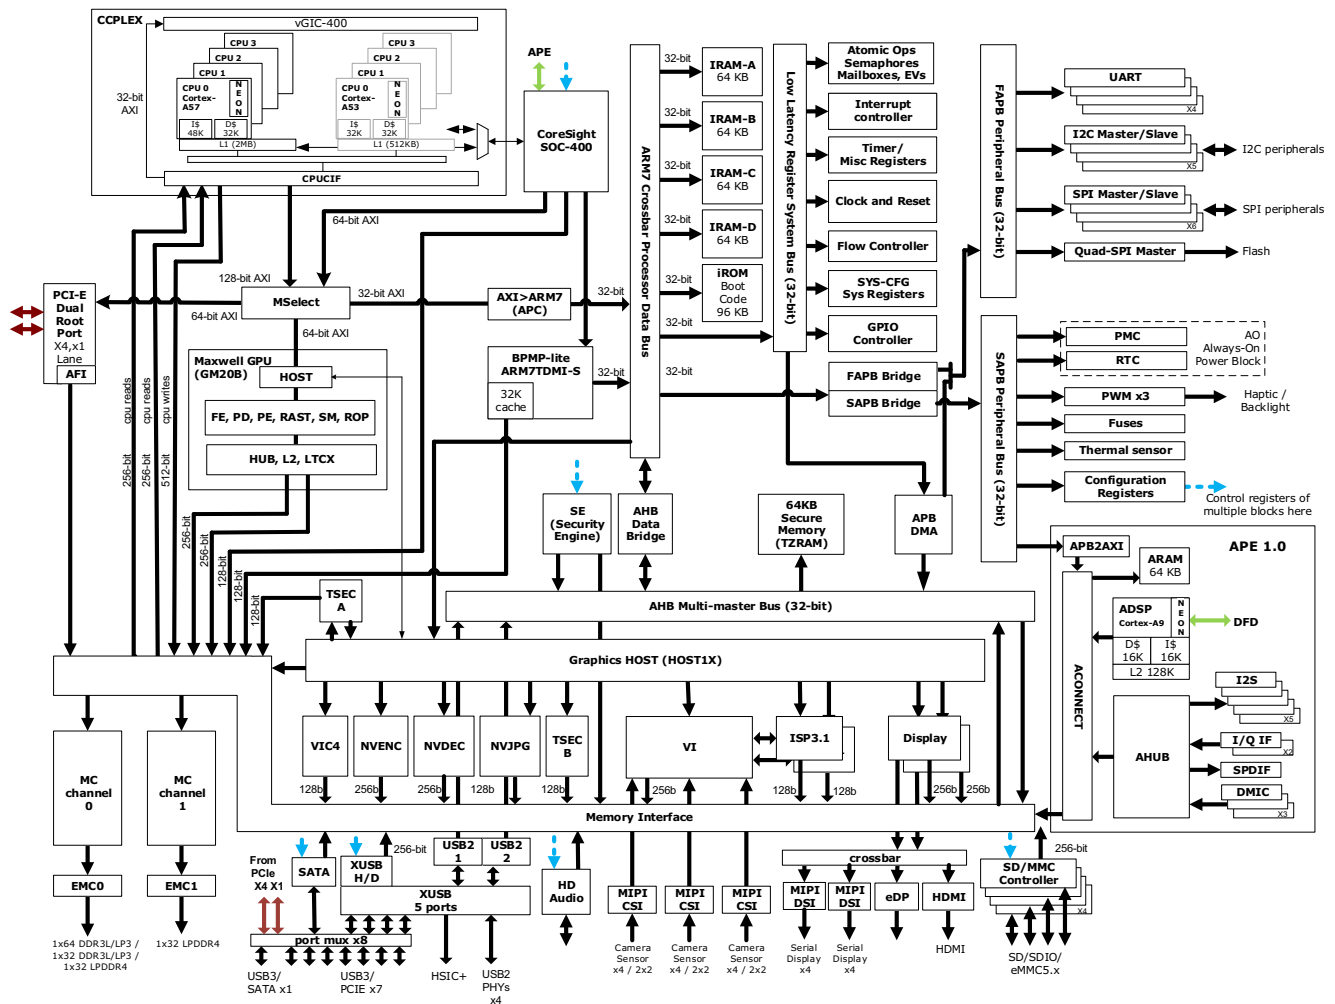 CCPLEX
vGIC-400
CPU 3
CPU 2
CPU 1
CPU 0
Cortex-
A57
N
E
O
N
I$
48K
D$
32K
L1 (2MB)
CPU 3
CPU 2
CPU 1
CPU 0
Cortex-
A53
N
E
O
N
I$
32K
D$
32K
L1 (512KB)
32-bit
AXI
CPUCIF
APE
CoreSight
SOC-400
64-bit AXI
128-bit AXI
MSelect
64-bit AXI
64-bit AXI
32-bit AXI
PCI-E
Dual
Root
Port
X4,x1
Lane
AFI
AXI>ARM7
(APC)
32-bit
BPMP-lite
ARM7TDMI-S
32K
cache
32-bit
Maxwell GPU
(GM20B)
HOST
FE, PD, PE, RAST, SM, ROP
HUB, L2, LTCX
cpu reads
cpu reads
cpu writes
256-bit
256-bit
512-bit
256-bit
256-bit
128-bit
128-bit
128-bit
ARM7 Crossbar Processor Data Bus
32-bit
32-bit
32-bit
32-bit
32-bit
32-bit
32-bit
32-bit
IRAM-A
64 KB
IRAM-B
64 KB
IRAM-C
64 KB
IRAM-D
64 KB
iROM
Boot
Code
96 KB
Low Latency Register System Bus (32-bit)
Atomic Ops
Semaphores
Mailboxes, EVs
Interrupt
controller
Timer/
Misc Registers
Clock and Reset
Flow Controller
SYS-CFG
Sys Registers
GPIO
Controller
FAPB Bridge
SAPB Bridge
FAPB Peripheral Bus (32-bit)
UART
X4
I2C Master/Slave
X5
I2C peripherals
SPI Master/Slave
X6
SPI peripherals
Quad-SPI Master
Flash
SAPB Peripheral Bus (32-bit)
PMC
RTC
AO
Always-On
Power Block
PWM x3
Haptic /
Backlight
Fuses
Thermal sensor
Configuration
Registers
Control registers of
multiple blocks here
SE
(Security
Engine)
AHB
Data
Bridge
64KB
Secure
Memory
(TZRAM)
APB
DMA
APE 1.0
APB2AXI
ARAM
64 KB
ADSP
Cortex-A9
N
E
O
N
D$
16K
I$
16K
L2 128K
DFD
ACONNECT
AHUB
I2S
X5
I/Q IF
X2
SPDIF
DMIC
X3
TSEC
A
AHB Multi-master Bus (32-bit)
Graphics HOST (HOST1X)
VIC4
NVENC
NVDEC
NVJPG
TSEC
B
VI
ISP3.1
Display
128b
256b
256b
128b
128b
256b
128b
128b
256b
256b
Memory Interface
MC
channel
0
MC
channel
1
EMC0
EMC1
1x64 DDR3L/LP3 /
1x32 DDR3L/LP3 /
1x32 LPDDR4
1x32 LPDDR4
From
PCIe
X4 X1
SATA
XUSB
H/D
256-bit
USB2
1
USB2
2
XUSB
5 ports
port mux x8
USB3/
SATA x1
USB3/
PCIE x7
HSIC+
USB2
PHYs
x4
HD
Audio
MIPI
CSI
MIPI
CSI
MIPI
CSI
Camera
Sensor
x4 / 2x2
Camera
Sensor
x4 / 2x2
Camera
Sensor
x4 / 2x2
crossbar
MIPI
DSI
MIPI
DSI
eDP
HDMI
Serial
Display
x4
Serial
Display
x4
HDMI
256-bit
SD/MMC
Controller
X4
SD/SDIO/
eMMC5.x